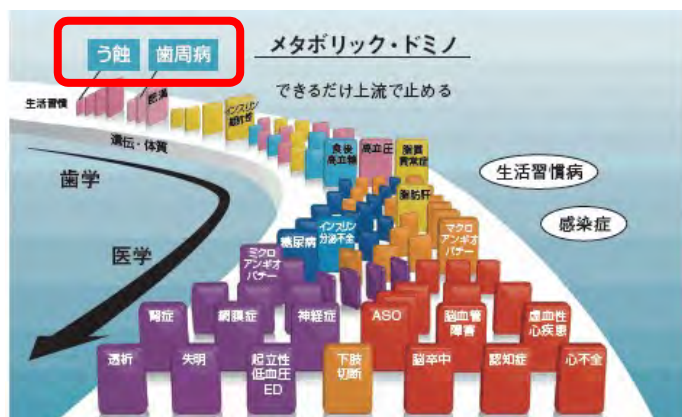 う蝕
歯周病
メタボリック・ドミノ
できるだけ上流で止める
生活習慣
肥満
インスリン
抵抗性
遺伝・体質
食後
高血糖
高血圧
脂質
異常症
歯学
生活習慣病
脂肪肝
感染症
インスリン
分泌不全
糖尿病
マクロ
アンギオ
パチー
医学
ミクロ
アンギオ
パチー
腎症
網膜症
神経症
ASO
脳血管
障害
虚血性
心疾患
透析
失明
起立性
低血圧
ED
下肢
切断
脳卒中
認知症
心不全